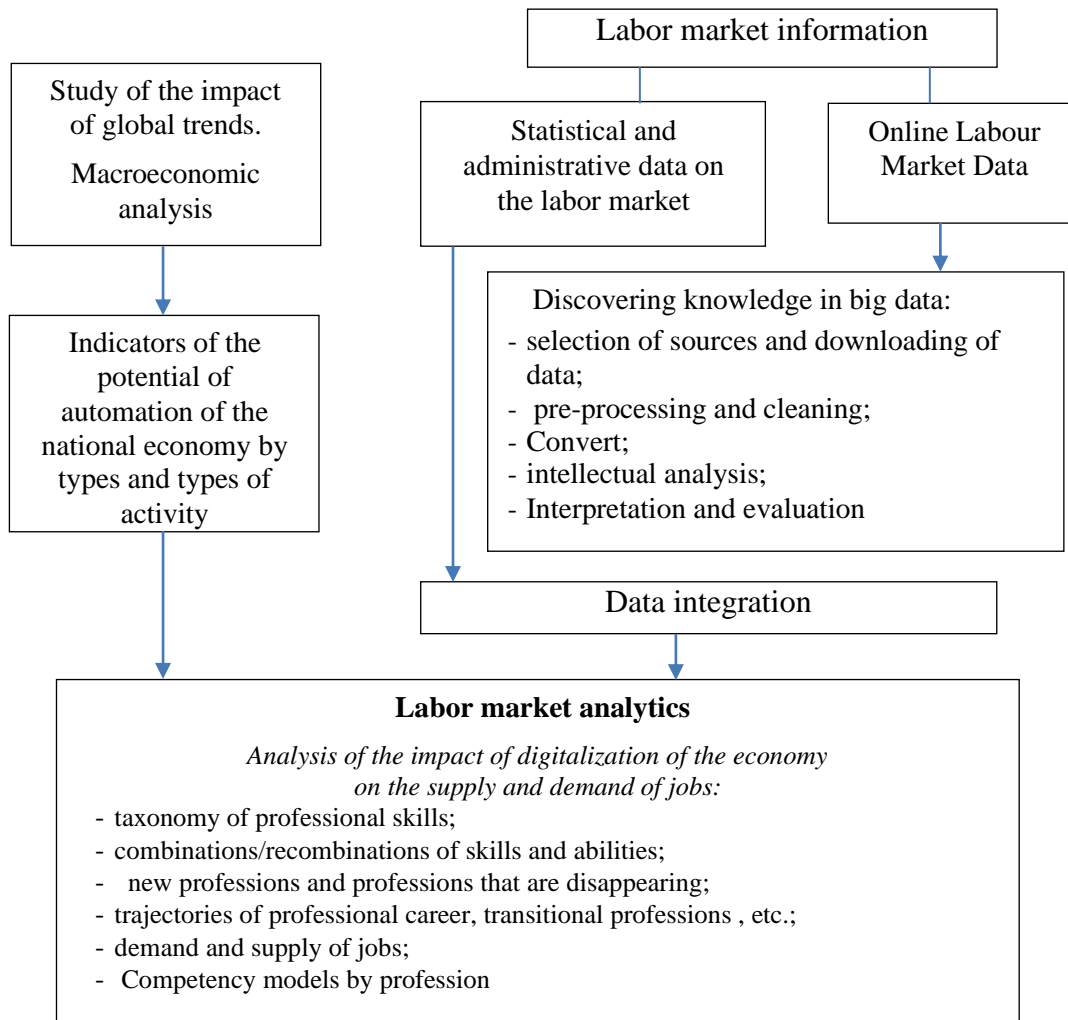 Labor market information
Study of the impact
of global trends.
Macroeconomic
analysis
Statistical and
administrative data on
the labor market
Online Labour
Market Data
Indicators of the
potential of
automation of the
national economy by
types and types of
activity
Discovering knowledge in big data:
- selection of sources and downloading of
data;
- pre-processing and cleaning;
- Convert;
- intellectual analysis;
- Interpretation and evaluation
Data integration
Labor market analytics
Analysis of the impact of digitalization of the economy
on the supply and demand of jobs:
- taxonomy of professional skills;
- combinations/recombinations of skills and abilities;
- new professions and professions that are disappearing;
- trajectories of professional career, transitional professions , etc.;
- demand and supply of jobs;
- Competency models by profession